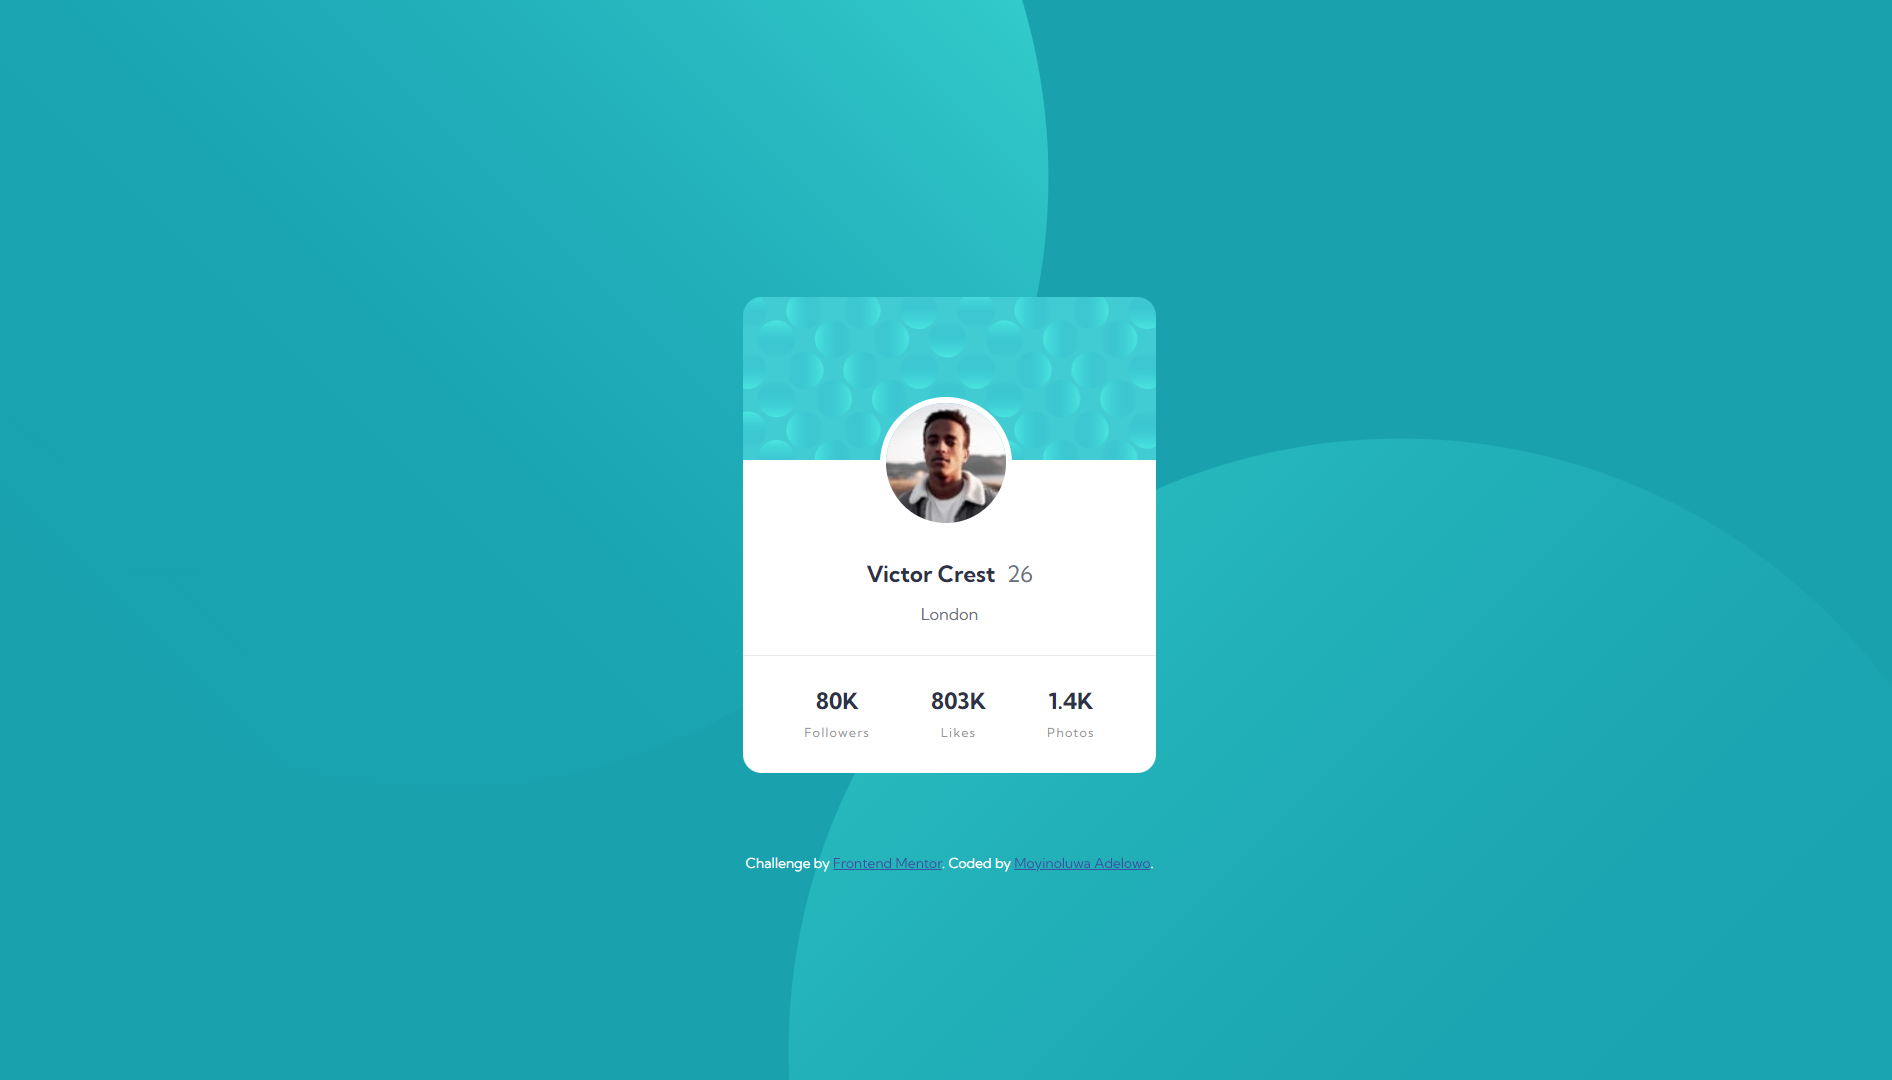 Victor Crest 26
London
80K 803K 1.4K
Followers Likes Photos
Challenge by Frontend Mentor. Coded by Moyinoluwa Adelowo.